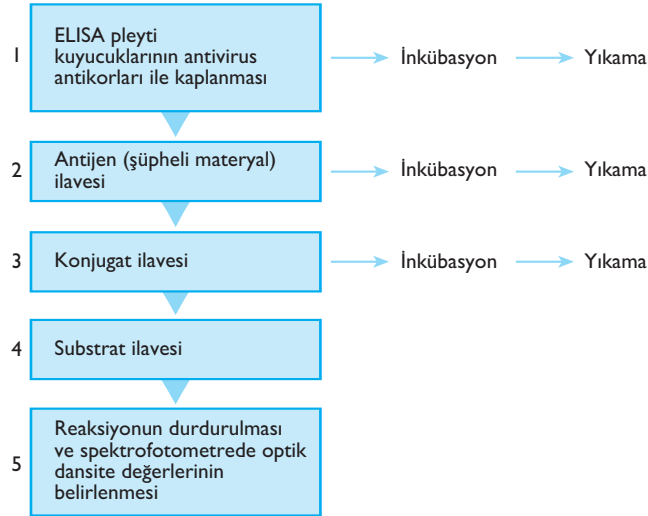 1
ELISA pleyti
kuyucuklarının antivirus
antikorları ile kaplanması
İnkübasyon
Yıkama
2
Antijen (şüpheli materyal)
ilavesi
İnkübasyon
Yıkama
3
Konjugat ilavesi
İnkübasyon
Yıkama
4
Substrat ilavesi
5
Reaksiyonun durdurulması
ve spektrofotometrede optik
dansite değerlerinin
belirlenmesi